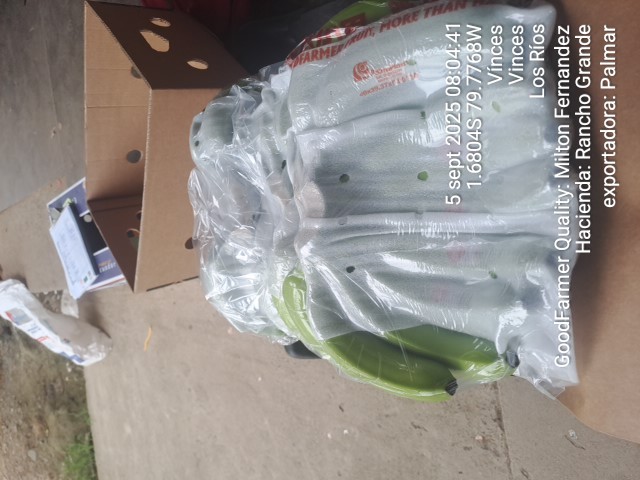 5 sept 2025 08:04:41
1.6804S 79.7768W
Vínces
Vinces
Los Ríos
GoodFarmer Quality: Milton Fernandez
Hacienda: Rancho Grande
exportadora: Palmar